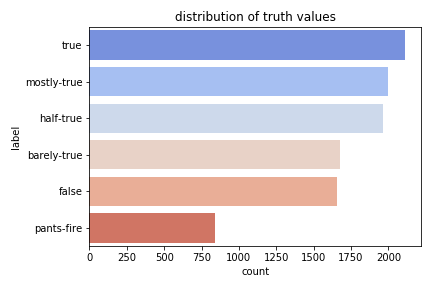 distribution of truth values
true
mostly-true
half-true
barely-true
false
pants-fire
label
0 250 500 750 1000 1250 1500 1750 2000
count